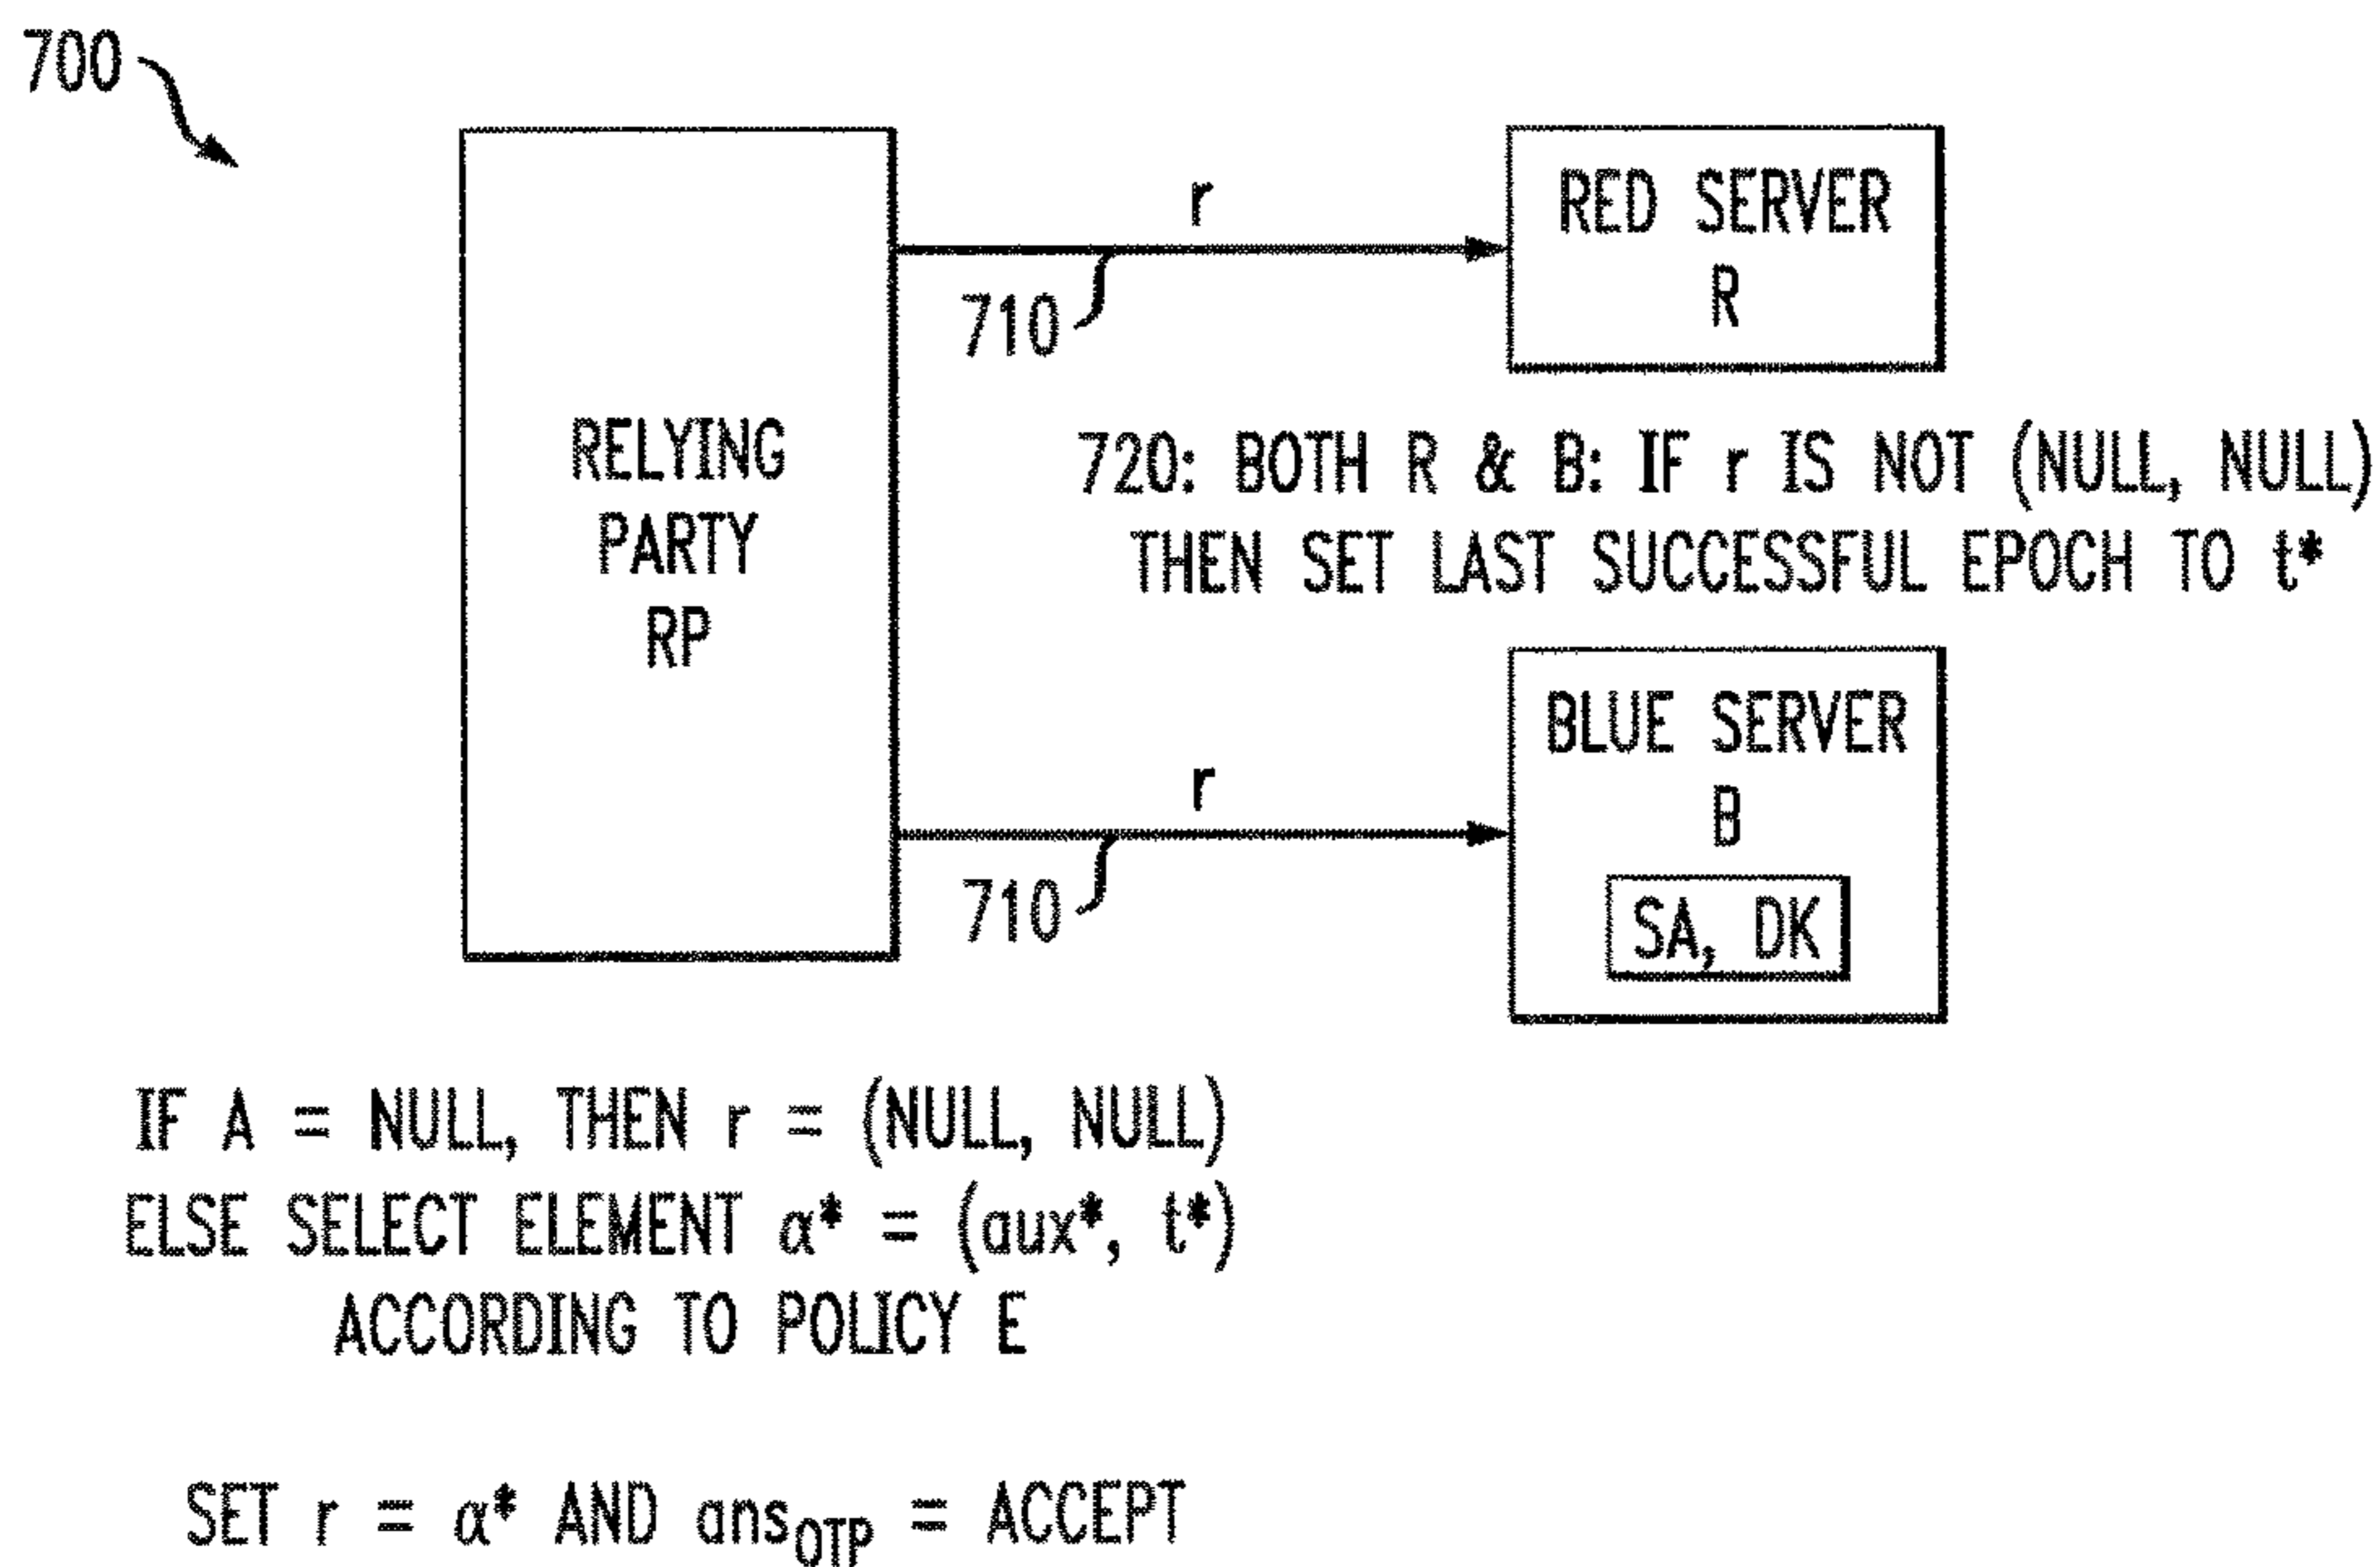 700
r
RED SERVER
R
710
RELYING
PARTY
RP
720: BOTH R & B: IF r IS NOT (NULL, NULL)
THEN SET LAST SUCCESSFUL EPOCH TO t*
BLUE SERVER
B
r
710
SA, DK
IF A = NULL, THEN r = (NULL, NULL)
ELSE SELECT ELEMENT α* = (aux*, t*)
ACCORDING TO POLICY E
SET r = α* AND ans_OTP = ACCEPT